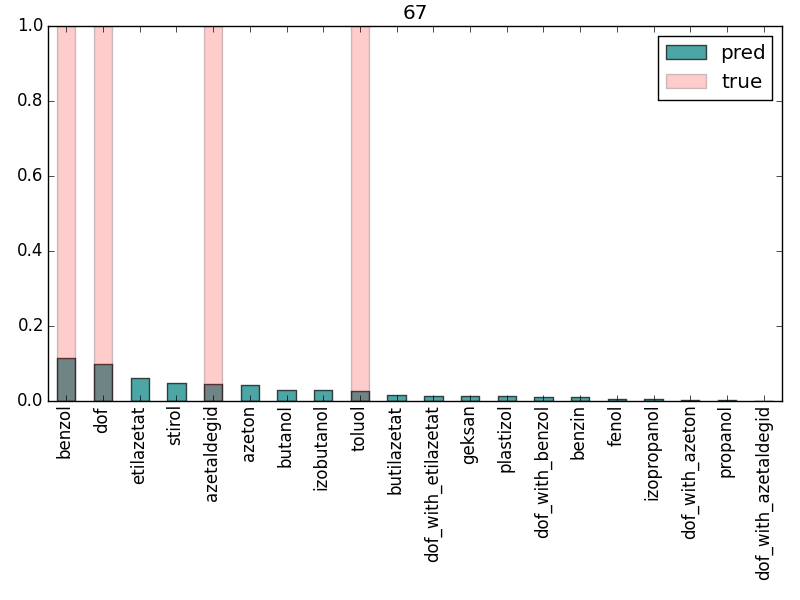 67
1.0
0.8
0.6
0.4
0.2
0.0
pred
true
benzol
dof
etilazetat
stirol
azetaldegid
azeton
butanol
izobutanol
toluol
butilazetat
dof_with_etilazetat
geksan
plastizol
dof_with_benzol
benzin
fenol
izopropanol
dof_with_azeton
propanol
dof_with_azetaldegid